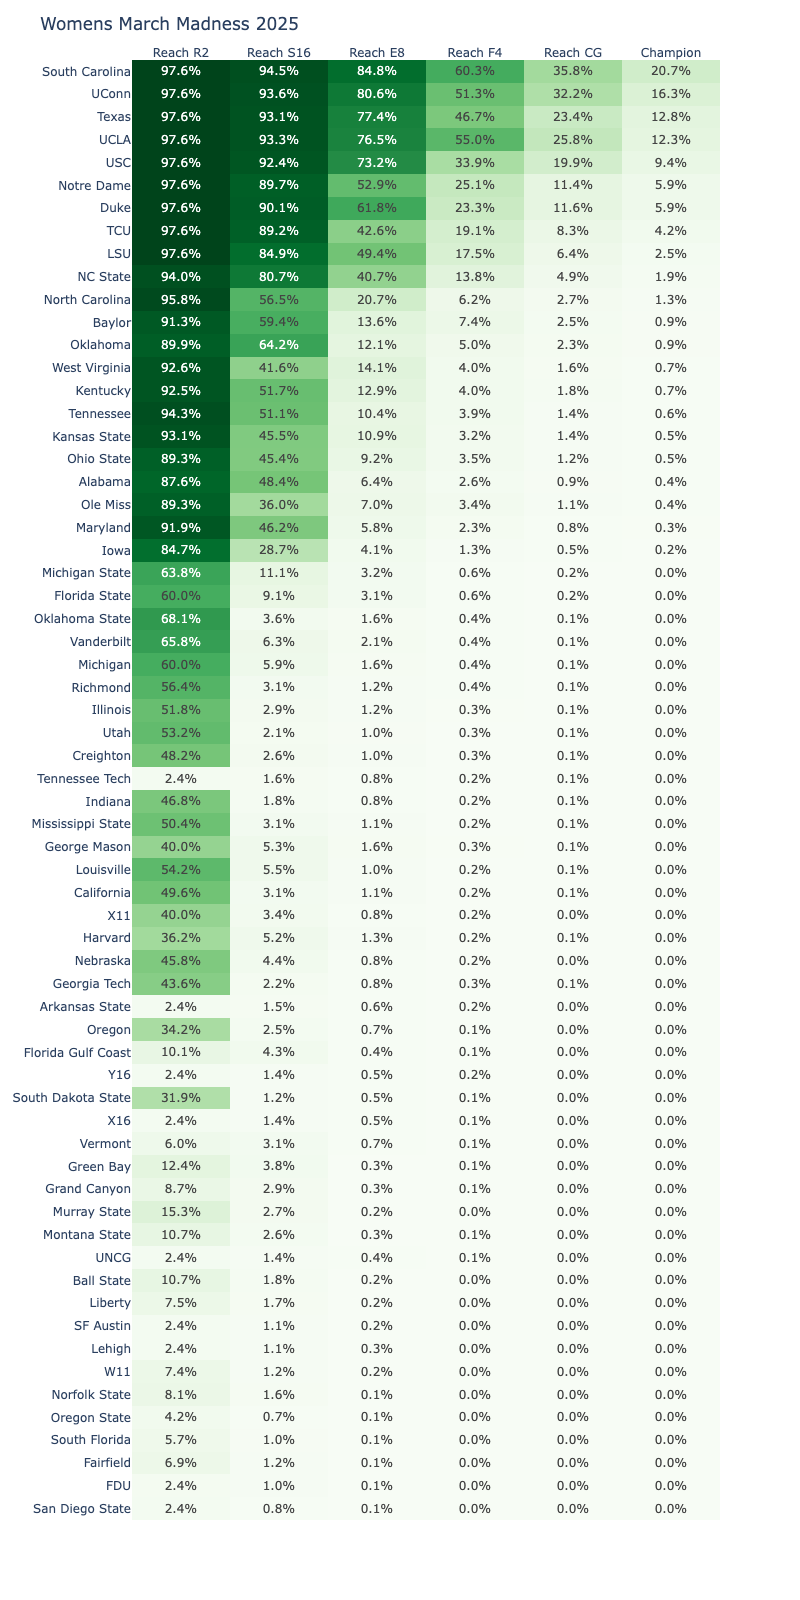 Womens March Madness 2025
Reach R2 Reach S16 Reach E8 Reach F4 Reach CG Champion
South Carolina 97.6% 94.5% 84.8% 60.3% 35.8% 20.7%
UConn 97.6% 93.6% 80.6% 51.3% 32.2% 16.3%
Texas 97.6% 93.1% 77.4% 46.7% 23.4% 12.8%
UCLA 97.6% 93.3% 76.5% 55.0% 25.8% 12.3%
USC 97.6% 92.4% 73.2% 33.9% 19.9% 9.4%
Notre Dame 97.6% 89.7% 52.9% 25.1% 11.4% 5.9%
Duke 97.6% 90.1% 61.8% 23.3% 11.6% 5.9%
TCU 97.6% 89.2% 42.6% 19.1% 8.3% 4.2%
LSU 97.6% 84.9% 49.4% 17.5% 6.4% 2.5%
NC State 94.0% 80.7% 40.7% 13.8% 4.9% 1.9%
North Carolina 95.8% 56.5% 20.7% 6.2% 2.7% 1.3%
Baylor 91.3% 59.4% 13.6% 7.4% 2.5% 0.9%
Oklahoma 89.9% 64.2% 12.1% 5.0% 2.3% 0.9%
West Virginia 92.6% 41.6% 14.1% 4.0% 1.6% 0.7%
Kentucky 92.5% 51.7% 12.9% 4.0% 1.8% 0.7%
Tennessee 94.3% 51.1% 10.4% 3.9% 1.4% 0.6%
Kansas State 93.1% 45.5% 10.9% 3.2% 1.4% 0.5%
Ohio State 89.3% 45.4% 9.2% 3.5% 1.2% 0.5%
Alabama 87.6% 48.4% 6.4% 2.6% 0.9% 0.4%
Ole Miss 89.3% 36.0% 7.0% 3.4% 1.1% 0.4%
Maryland 91.9% 46.2% 5.8% 2.3% 0.8% 0.3%
Iowa 84.7% 28.7% 4.1% 1.3% 0.5% 0.2%
Michigan State 63.8% 11.1% 3.2% 0.6% 0.2% 0.0%
Florida State 60.0% 9.1% 3.1% 0.6% 0.2% 0.0%
Oklahoma State 68.1% 3.6% 1.6% 0.4% 0.1% 0.0%
Vanderbilt 65.8% 6.3% 2.1% 0.4% 0.1% 0.0%
Michigan 60.0% 5.9% 1.6% 0.4% 0.1% 0.0%
Richmond 56.4% 3.1% 1.2% 0.4% 0.1% 0.0%
Illinois 51.8% 2.9% 1.2% 0.3% 0.1% 0.0%
Utah 53.2% 2.1% 1.0% 0.3% 0.1% 0.0%
Creighton 48.2% 2.6% 1.0% 0.3% 0.1% 0.0%
Tennessee Tech 2.4% 1.6% 0.8% 0.2% 0.1% 0.0%
Indiana 46.8% 1.8% 0.8% 0.2% 0.1% 0.0%
Mississippi State 50.4% 3.1% 1.1% 0.2% 0.1% 0.0%
George Mason 40.0% 5.3% 1.6% 0.3% 0.1% 0.0%
Louisville 54.2% 5.5% 1.0% 0.2% 0.1% 0.0%
California 49.6% 3.1% 1.1% 0.2% 0.1% 0.0%
X11 40.0% 3.4% 0.8% 0.2% 0.0% 0.0%
Harvard 36.2% 5.2% 1.3% 0.2% 0.1% 0.0%
Nebraska 45.8% 4.4% 0.8% 0.2% 0.0% 0.0%
Georgia Tech 43.6% 2.2% 0.8% 0.3% 0.1% 0.0%
Arkansas State 2.4% 1.5% 0.6% 0.2% 0.0% 0.0%
Oregon 34.2% 2.5% 0.7% 0.1% 0.0% 0.0%
Florida Gulf Coast 10.1% 4.3% 0.4% 0.1% 0.0% 0.0%
Y16 2.4% 1.4% 0.5% 0.2% 0.0% 0.0%
South Dakota State 31.9% 1.2% 0.5% 0.1% 0.0% 0.0%
X16 2.4% 1.4% 0.5% 0.1% 0.0% 0.0%
Vermont 6.0% 3.1% 0.7% 0.1% 0.0% 0.0%
Green Bay 12.4% 3.8% 0.3% 0.1% 0.0% 0.0%
Grand Canyon 8.7% 2.9% 0.3% 0.1% 0.0% 0.0%
Murray State 15.3% 2.7% 0.2% 0.0% 0.0% 0.0%
Montana State 10.7% 2.6% 0.3% 0.1% 0.0% 0.0%
UNCG 2.4% 1.4% 0.4% 0.1% 0.0% 0.0%
Ball State 10.7% 1.8% 0.2% 0.0% 0.0% 0.0%
Liberty 7.5% 1.7% 0.2% 0.0% 0.0% 0.0%
SF Austin 2.4% 1.1% 0.2% 0.0% 0.0% 0.0%
Lehigh 2.4% 1.1% 0.3% 0.0% 0.0% 0.0%
W11 7.4% 1.2% 0.2% 0.0% 0.0% 0.0%
Norfolk State 8.1% 1.6% 0.1% 0.0% 0.0% 0.0%
Oregon State 4.2% 0.7% 0.1% 0.0% 0.0% 0.0%
South Florida 5.7% 1.0% 0.1% 0.0% 0.0% 0.0%
Fairfield 6.9% 1.2% 0.1% 0.0% 0.0% 0.0%
FDU 2.4% 1.0% 0.1% 0.0% 0.0% 0.0%
San Diego State 2.4% 0.8% 0.1% 0.0% 0.0% 0.0%